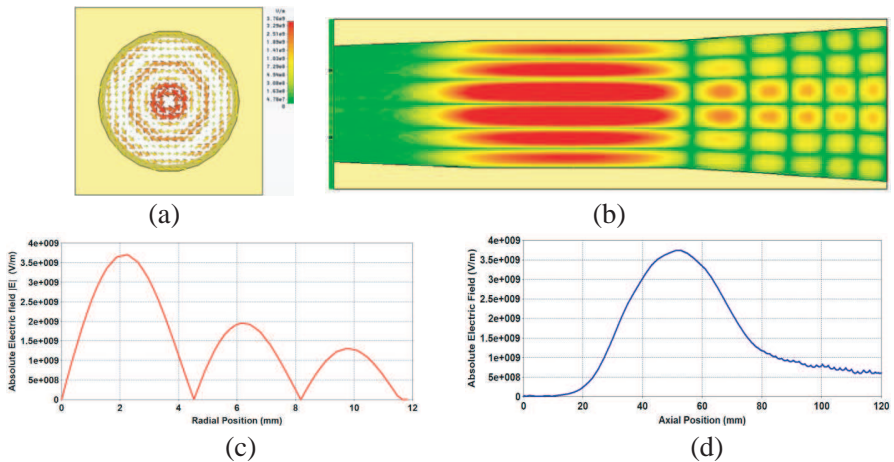 V/m
(a)
(b)
4e+009
3.5e+009
3e+009
2.5e+009
2e+009
1.5e+009
1e+009
5e+008
0
Absolute Electric field |E| (V/m)
0 2 4 6 8 10 12
Radial Position (mm)
(c)
4e+009
3.5e+009
3e+009
2.5e+009
2e+009
1.5e+009
1e+009
5e+008
0
Absolute Electric Field (V/m)
0 20 40 60 80 100 120
Axial Position (mm)
(d)